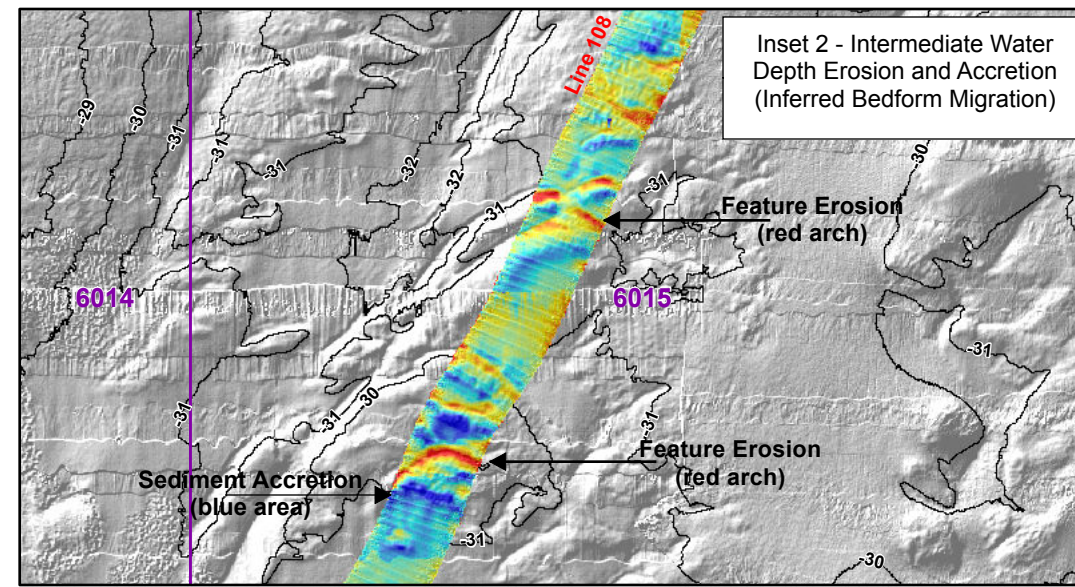 Inset 2 - Intermediate Water
Depth Erosion and Accretion
(Inferred Bedform Migration)
Line 108
-29
-30
-31
-31
-31
-32
-32
-31
-31
-30
Feature Erosion
(red arch)
6014
6015
-31
-31
-31
30
-31
Feature Erosion
(red arch)
Sediment Accretion
(blue area)
-31
-30